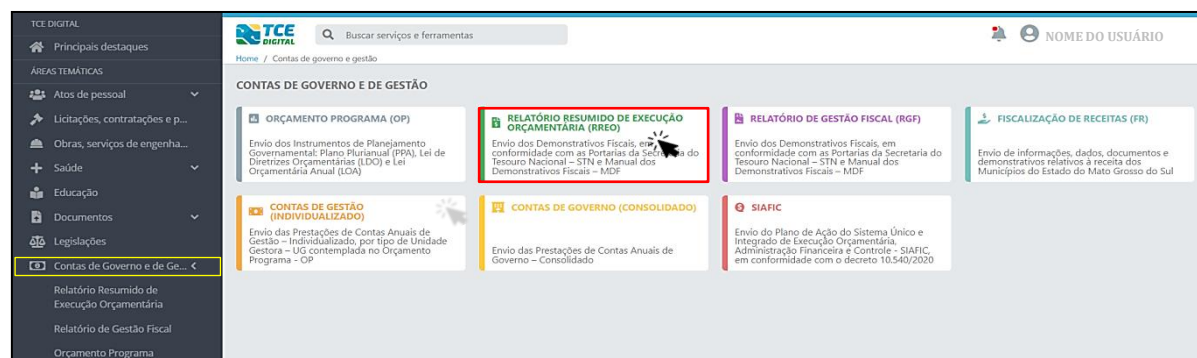 TCE DIGITAL
Principais destaques
ÁREAS TEMÁTICAS
Atos de pessoal
Licitações, contratações e p...
Obras, serviços de engenha...
Saúde
Educação
Documentos
Legislações
Contas de Governo e de Ge...
Relatório Resumido de
Execução Orçamentária
Relatório de Gestão Fiscal
Orçamento Programa
TCE
DIGITAL
Buscar serviços e ferramentas
NOME DO USUÁRIO
Home / Contas de governo e gestão
CONTAS DE GOVERNO E DE GESTÃO
ORÇAMENTO PROGRAMA (OP)
Envio dos Instrumentos de Planejamento
Governamental: Plano Plurianual (PPA), Lei de
Diretrizes Orçamentárias (LDO) e Lei
Orçamentária Anual (LOA)
RELATÓRIO RESUMIDO DE EXECUÇÃO
ORÇAMENTÁRIA (RREO)
Envio dos Demonstrativos Fiscais, em
conformidade com as Portarias da Secretaria do
Tesouro Nacional – STN e Manual dos
Demonstrativos Fiscais – MDF
RELATÓRIO DE GESTÃO FISCAL (RGF)
Envio dos Demonstrativos Fiscais, em
conformidade com as Portarias da Secretaria do
Tesouro Nacional – STN e Manual dos
Demonstrativos Fiscais – MDF
FISCALIZAÇÃO DE RECEITAS (FR)
Envio de informações, dados, documentos e
demonstrativos relativos à receita dos
Municípios do Estado do Mato Grosso do Sul
CONTAS DE GESTÃO
(INDIVIDUALIZADO)
Envio das Prestações de Contas Anuais de
Gestão – Individualizado, por tipo de Unidade
Gestora – UG contemplada no Orçamento
Programa - OP
CONTAS DE GOVERNO (CONSOLIDADO)
Envio das Prestações de Contas Anuais de
Governo – Consolidado
SIAFIC
Envio do Plano de Ação do Sistema Único e
Integrado de Execução Orçamentária,
Administração Financeira e Controle - SIAFIC,
em conformidade com o decreto 10.540/2020